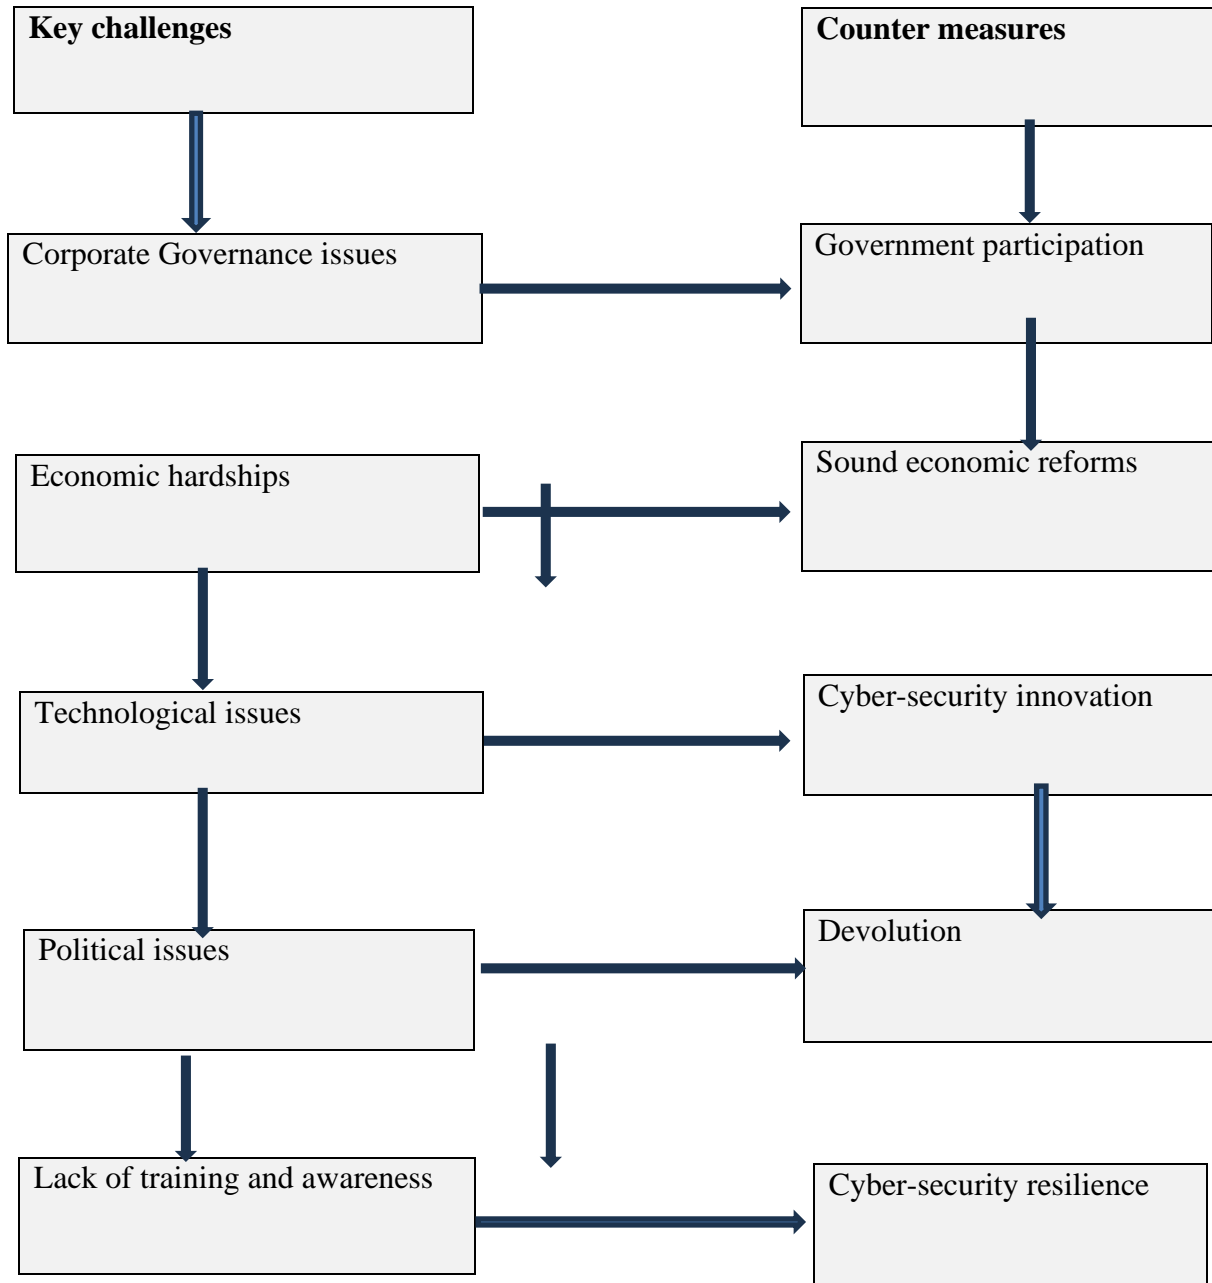 Key challenges
Counter measures
Corporate Governance issues
Government participation
Economic hardships
Sound economic reforms
Technological issues
Cyber-security innovation
Political issues
Devolution
Lack of training and awareness
Cyber-security resilience